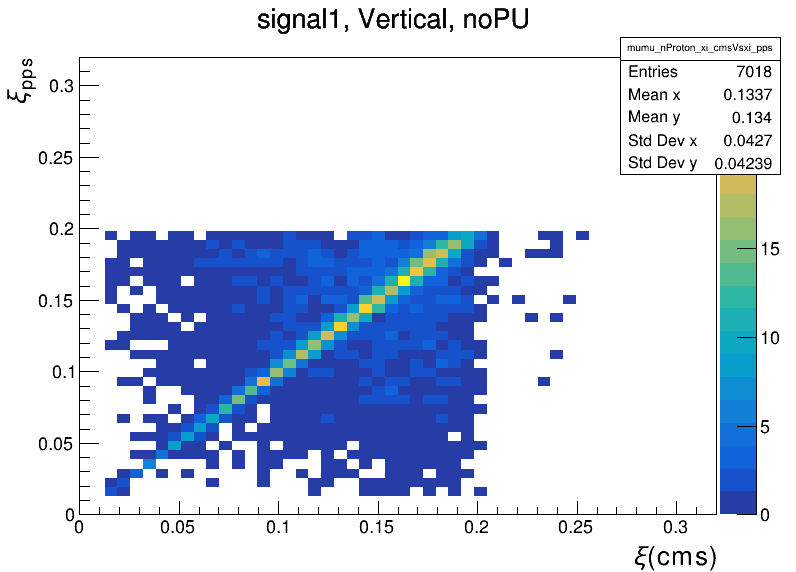 signal1, Vertical, noPU
mumu_nProton_xi_cmsVsxi_pps
Entries 7018
Mean x 0.1337
Mean y 0.134
Std Dev x 0.0427
Std Dev y 0.04239
ξpps
0.3
0.25
0.2
0.15
0.1
0.05
0
0 0.05 0.1 0.15 0.2 0.25 0.3
ξ(cms)
15
10
5
0